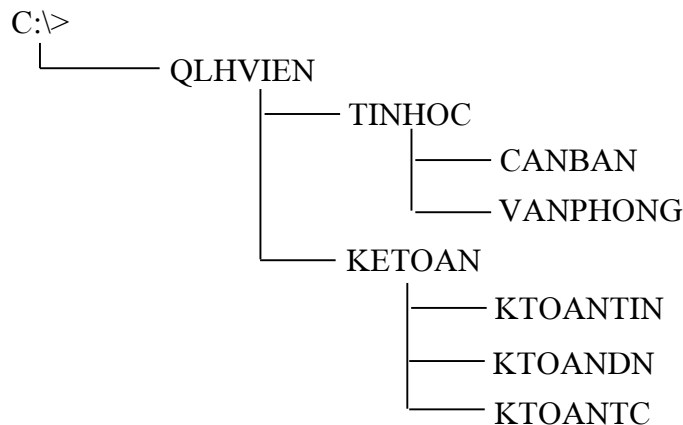 C:\>
QLHVIEN
TINHOC
CANBAN
VANPHONG
KETOAN
KTOANTIN
KTOANDN
KTOANTC